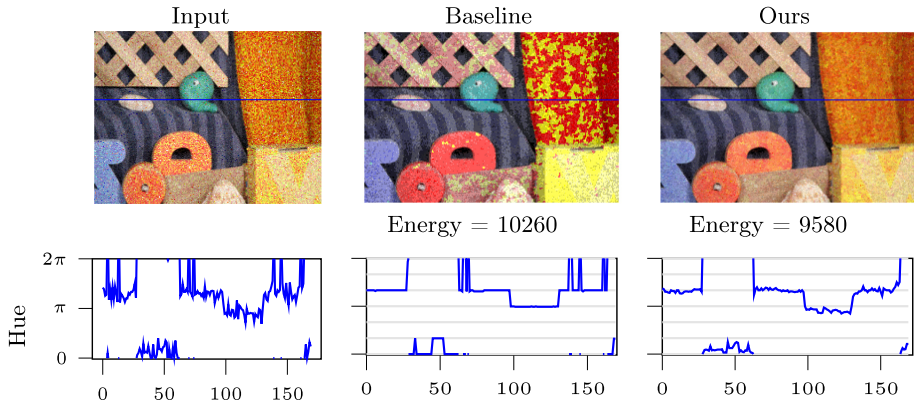 Input Baseline Ours
Energy = 10260 Energy = 9580
2π
π
0
Hue
0 50 100 150 0 50 100 150 0 50 100 150